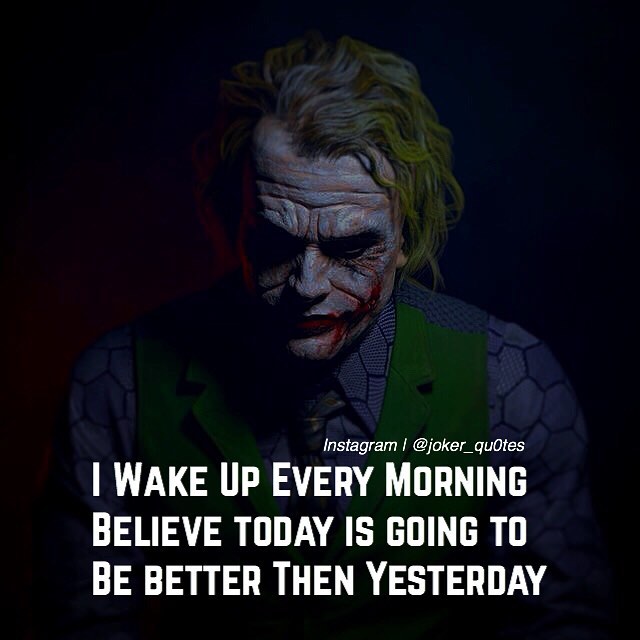 Instagram | @joker_qu0tes
I Wake Up Every Morning
Believe today is going to
Be better Then Yesterday